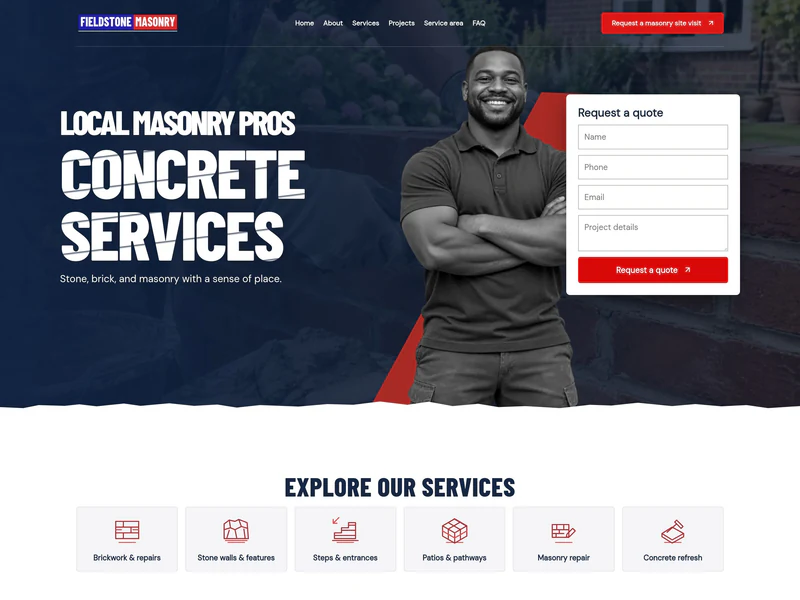 FIELDSTONE MASONRY
Home About Services Projects Service area FAQ
Request a masonry site visit
LOCAL MASONRY PROS
CONCRETE
SERVICES
Stone, brick, and masonry with a sense of place.
Request a quote
Name
Phone
Email
Project details
Request a quote
EXPLORE OUR SERVICES
Brickwork & repairs
Stone walls & features
Steps & entrances
Patios & pathways
Masonry repair
Concrete refresh